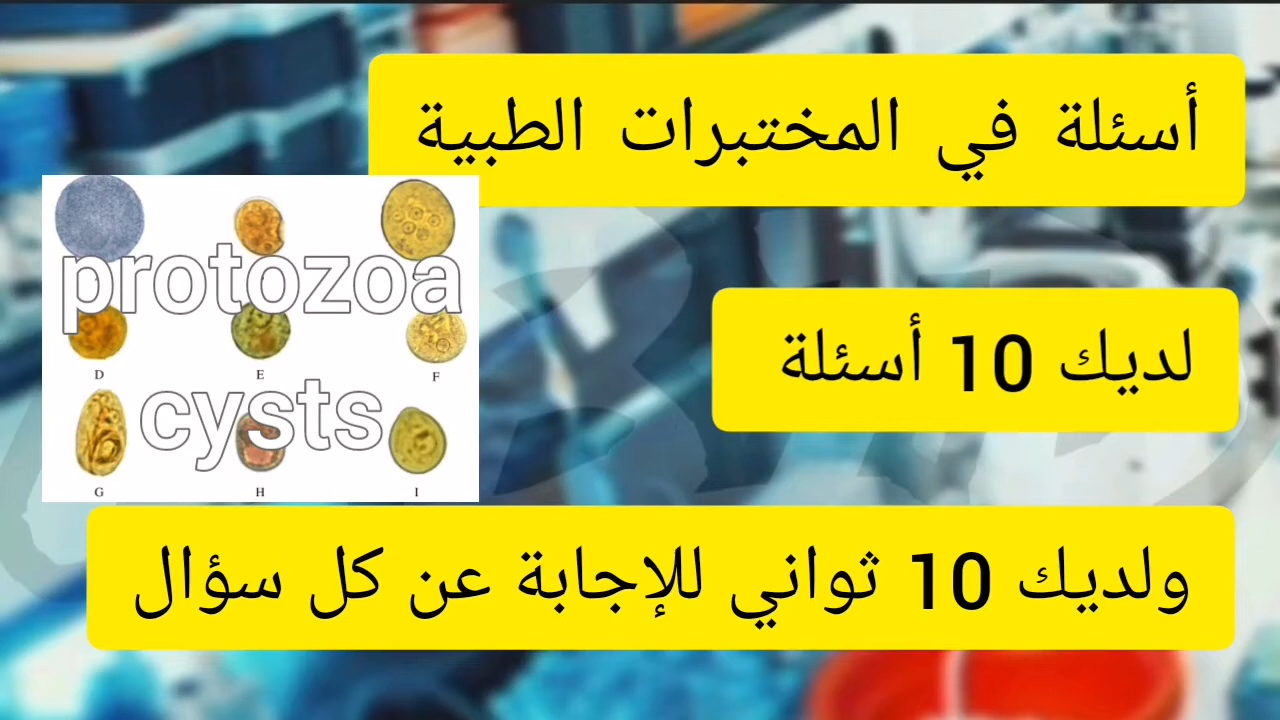 أسئلة في المختبرات الطبية
protozoa
D E F
cysts
G H I
لديك 10 أسئلة
ولديك 10 ثواني للإجابة عن كل سؤال